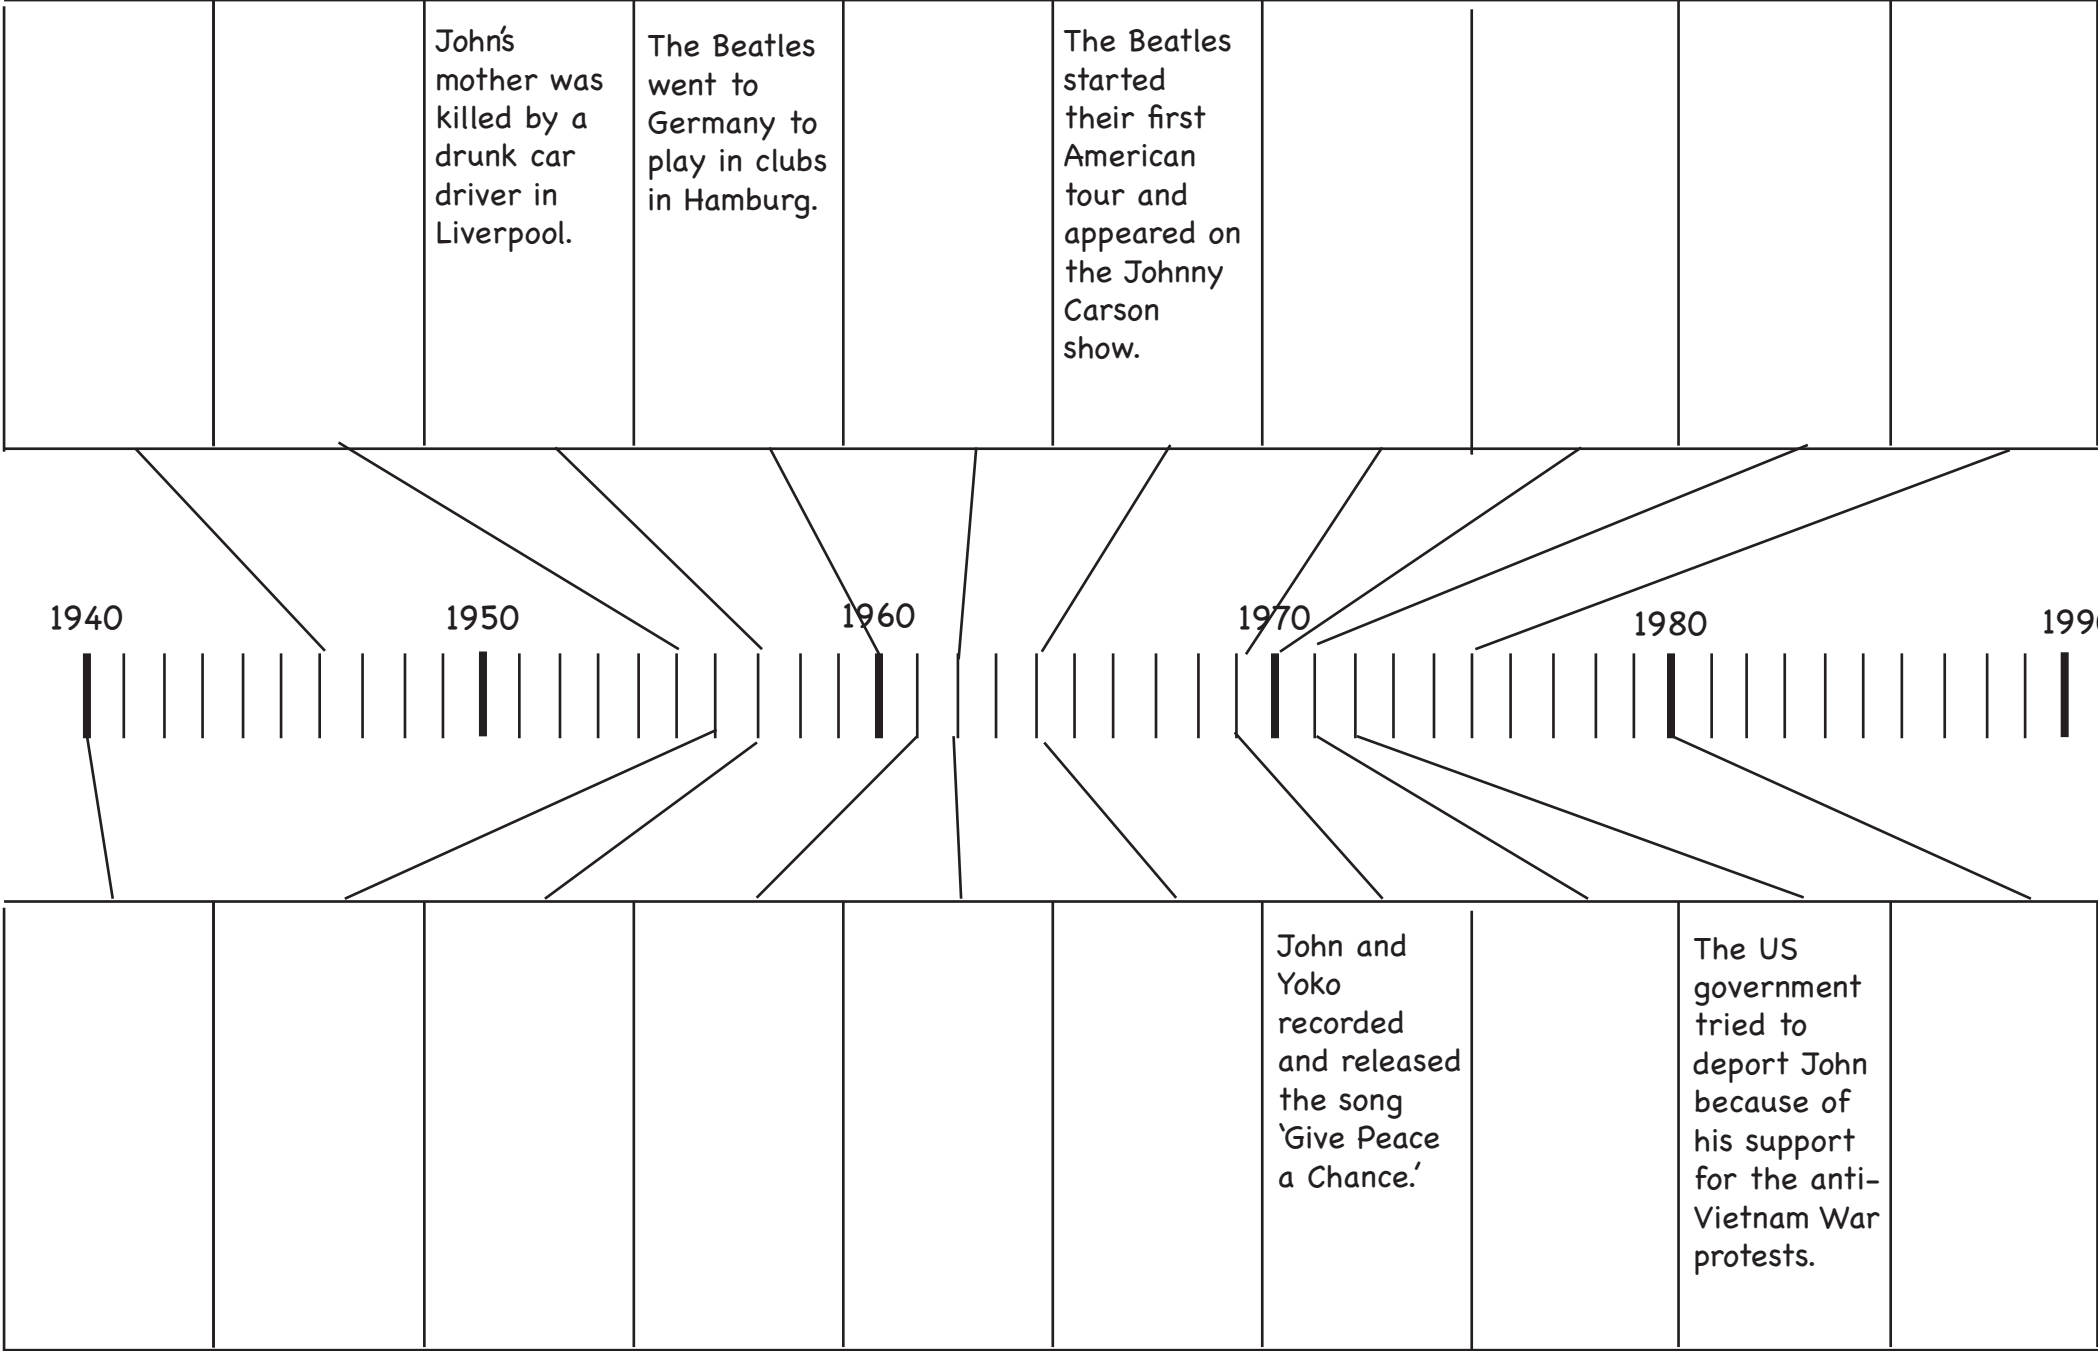 John's
mother was
killed by a
drunk car
driver in
Liverpool.
The Beatles
went to
Germany to
play in clubs
in Hamburg.
The Beatles
started
their first
American
tour and
appeared on
the Johnny
Carson
show.
1940
1950
1960
1970
1980
199
John and
Yoko
recorded
and released
the song
‘Give Peace
a Chance.’
The US
government
tried to
deport John
because of
his support
for the anti-
Vietnam War
protests.